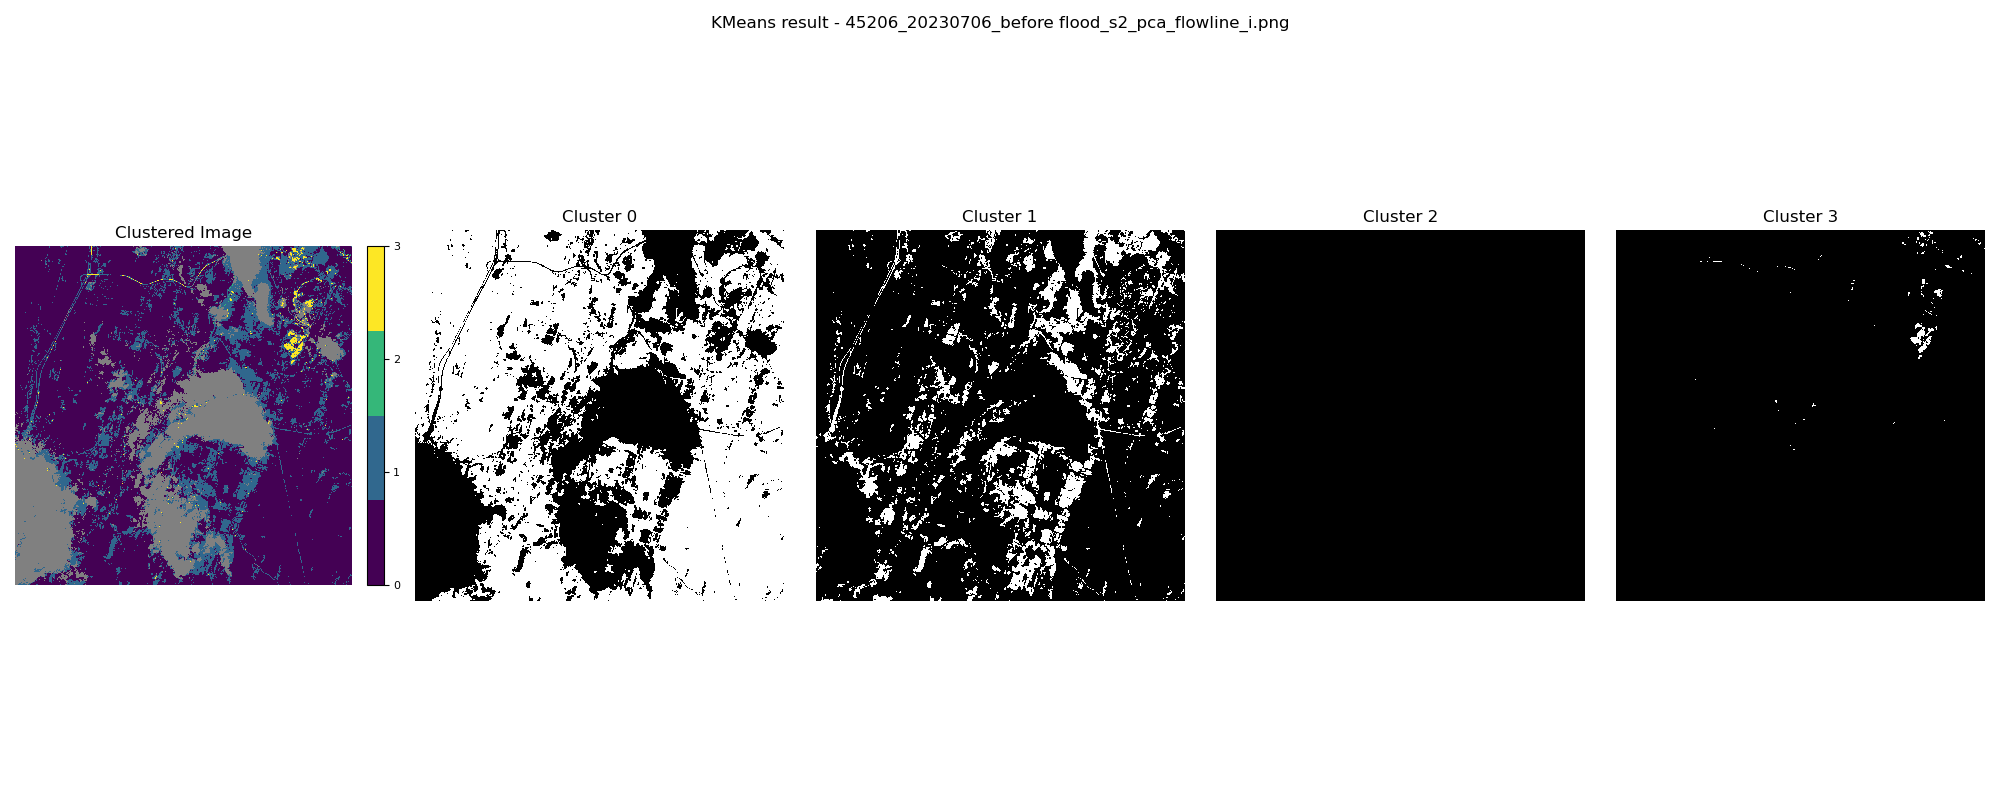 KMeans result - 45206_20230706_before flood_s2_pca_flowline_i.png
Clustered Image
Cluster 0
Cluster 1
Cluster 2
Cluster 3
3
2
1
0